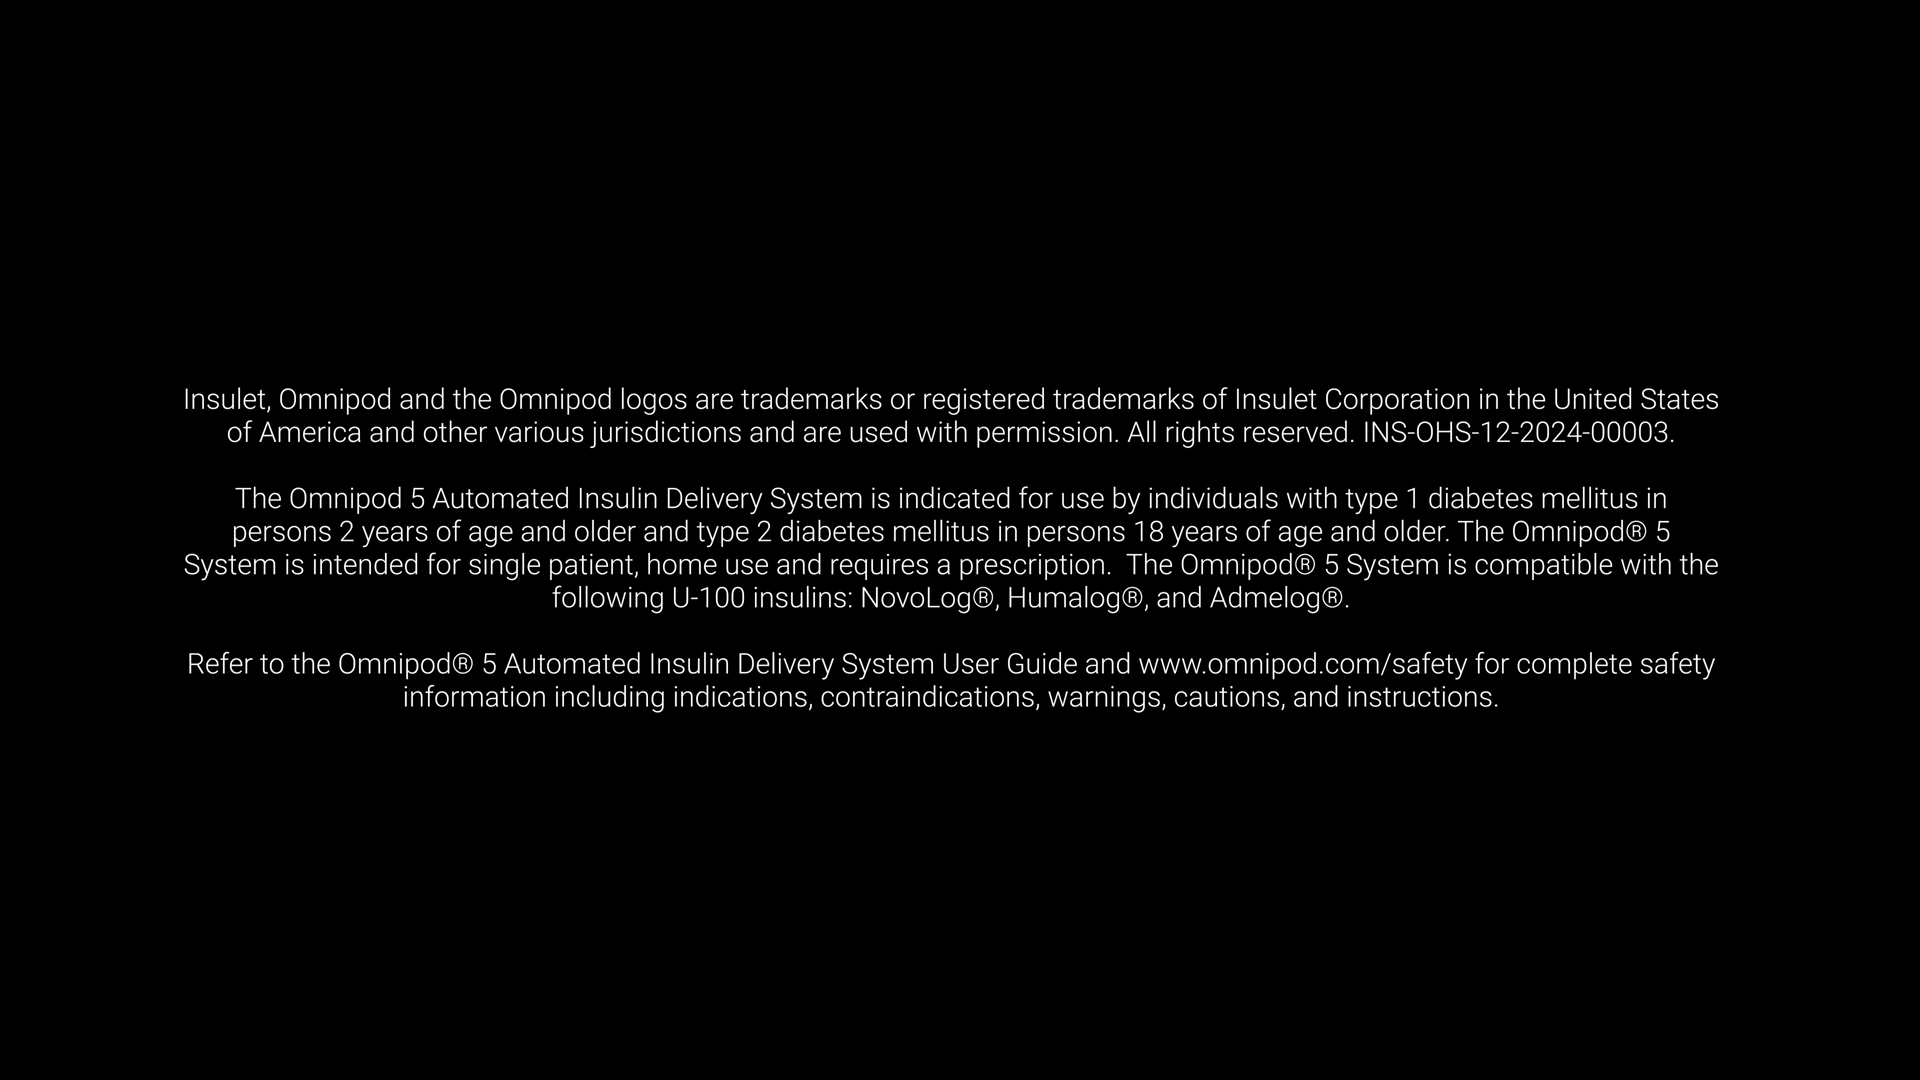 Insulet, Omnipod and the Omnipod logos are trademarks or registered trademarks of Insulet Corporation in the United States
of America and other various jurisdictions and are used with permission. All rights reserved. INS-OHS-12-2024-00003.
The Omnipod 5 Automated Insulin Delivery System is indicated for use by individuals with type 1 diabetes mellitus in
persons 2 years of age and older and type 2 diabetes mellitus in persons 18 years of age and older. The Omnipod® 5
System is intended for single patient, home use and requires a prescription.  The Omnipod® 5 System is compatible with the
following U-100 insulins: NovoLog®, Humalog®, and Admelog®.
Refer to the Omnipod® 5 Automated Insulin Delivery System User Guide and www.omnipod.com/safety for complete safety
information including indications, contraindications, warnings, cautions, and instructions.